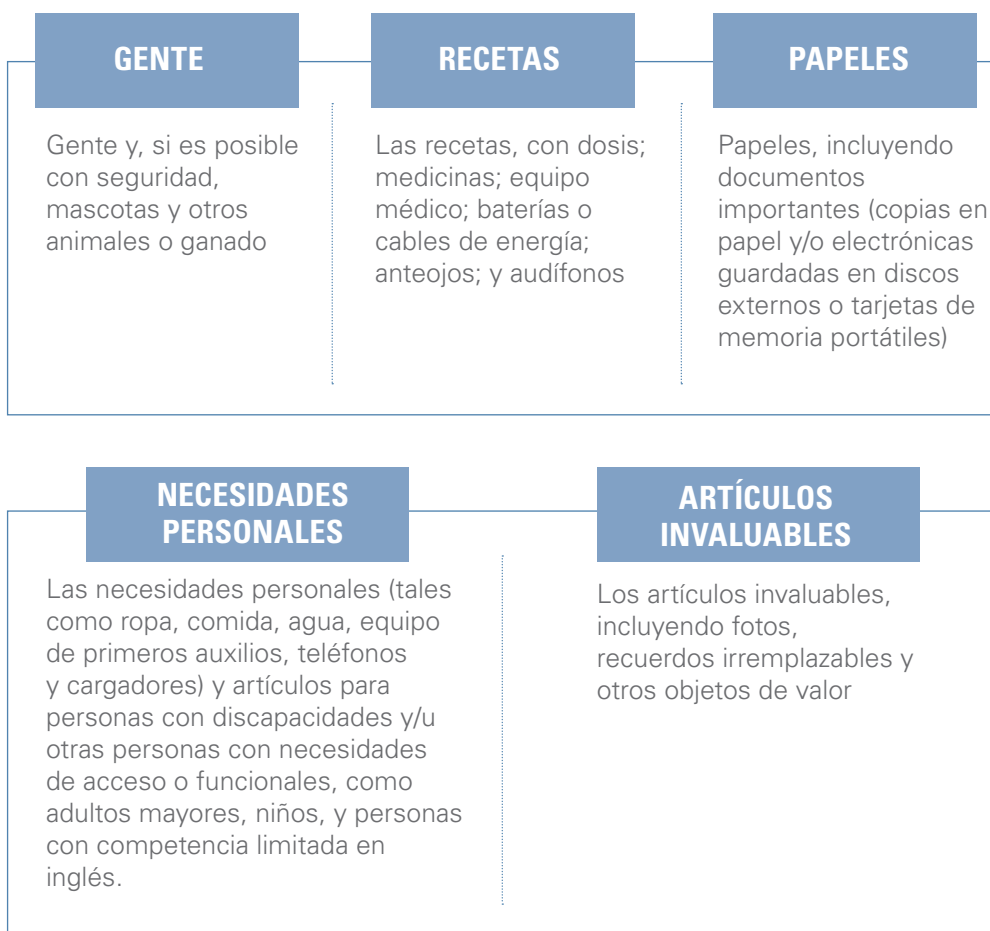 GENTE
Gente y, si es posible
con seguridad,
mascotas y otros
animales o ganado
RECETAS
Las recetas, con dosis;
medicinas; equipo
médico; baterías o
cables de energía;
anteojos; y audífonos
PAPELES
Papeles, incluyendo
documentos
importantes (copias en
papel y/o electrónicas
guardadas en discos
externos o tarjetas de
memoria portátiles)
NECESIDADES
PERSONALES
Las necesidades personales (tales
como ropa, comida, agua, equipo
de primeros auxilios, teléfonos
y cargadores) y artículos para
personas con discapacidades y/u
otras personas con necesidades
de acceso o funcionales, como
adultos mayores, niños, y personas
con competencia limitada en
inglés.
ARTÍCULOS
INVALUABLES
Los artículos invaluables,
incluyendo fotos,
recuerdos irremplazables y
otros objetos de valor